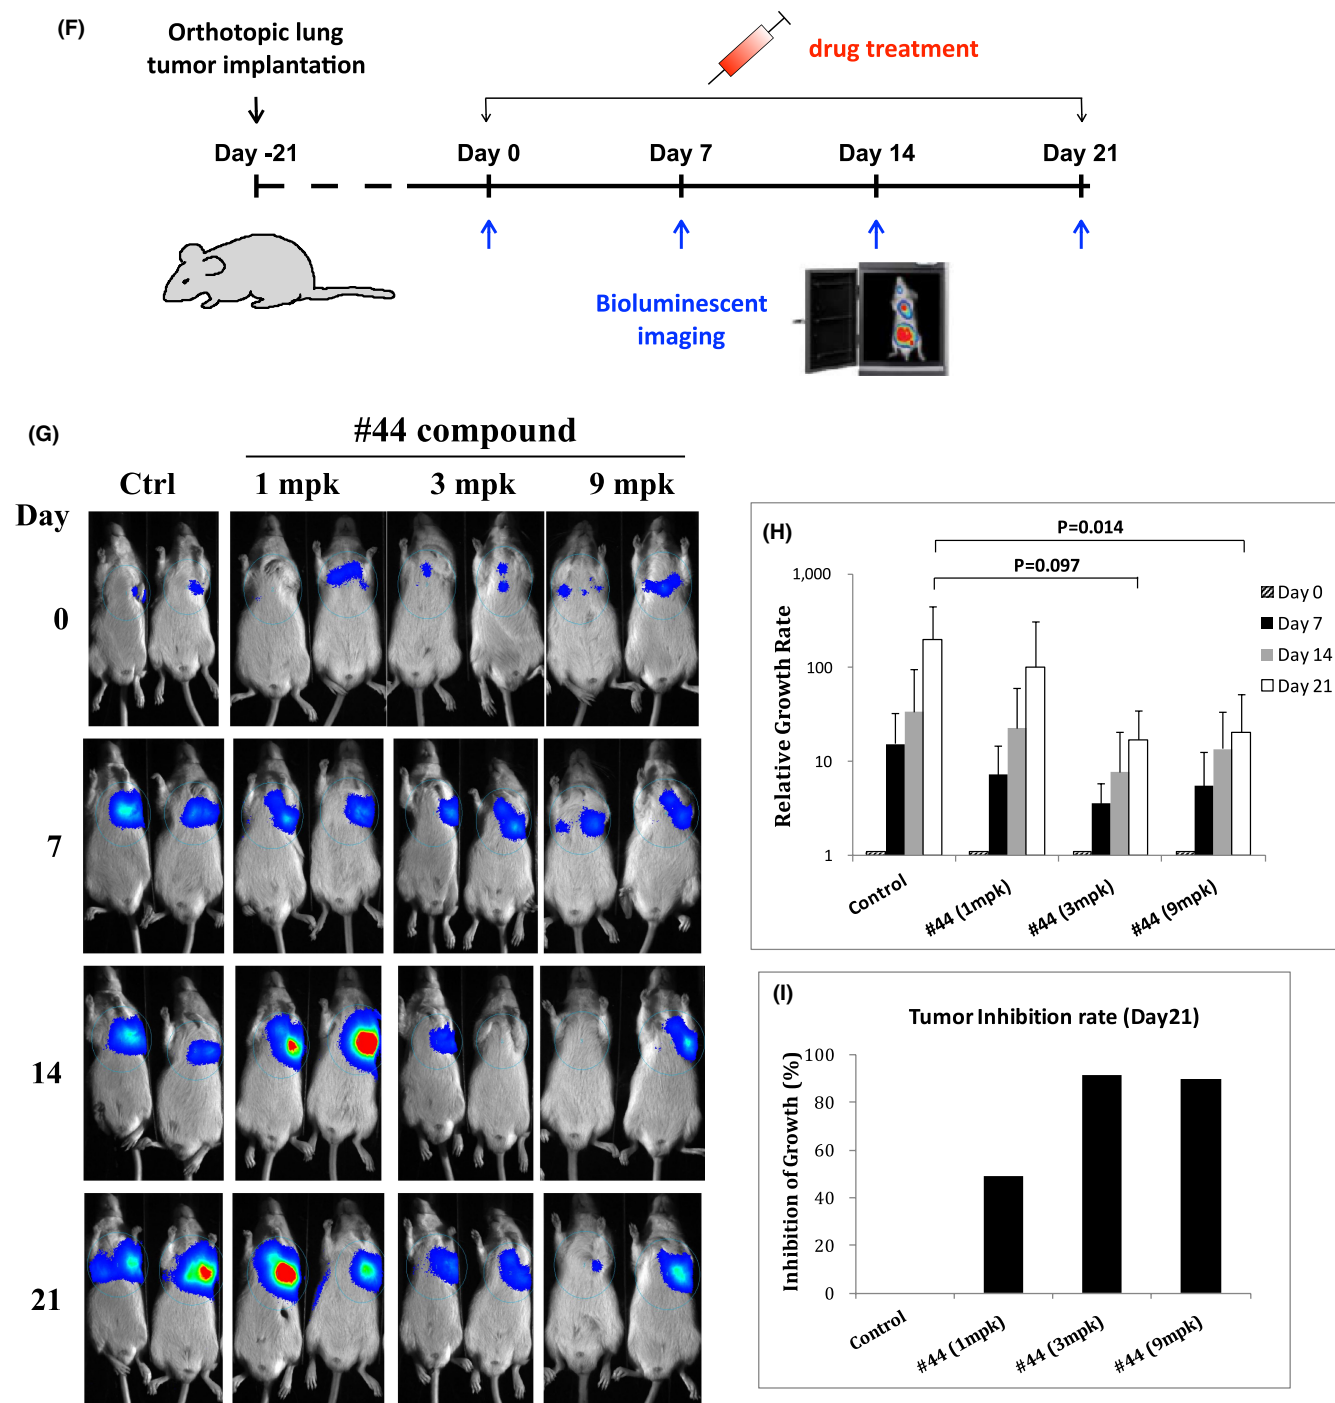 (F)
Orthotopic lung
tumor implantation
drug treatment
Day -21
Day 0
Day 7
Day 14
Day 21
Bioluminescent
imaging
(G)
#44 compound
Ctrl
1 mpk
3 mpk
9 mpk
Day
0
7
14
21
(H)
P=0.014
P=0.097
1,000
100
10
1
Relative Growth Rate
Day 0
Day 7
Day 14
Day 21
Control
#44 (1mpk)
#44 (3mpk)
#44 (9mpk)
(I)
Tumor Inhibition rate (Day21)
100
80
60
40
20
0
Inhibition of Growth (%)
Control
#44 (1mpk)
#44 (3mpk)
#44 (9mpk)